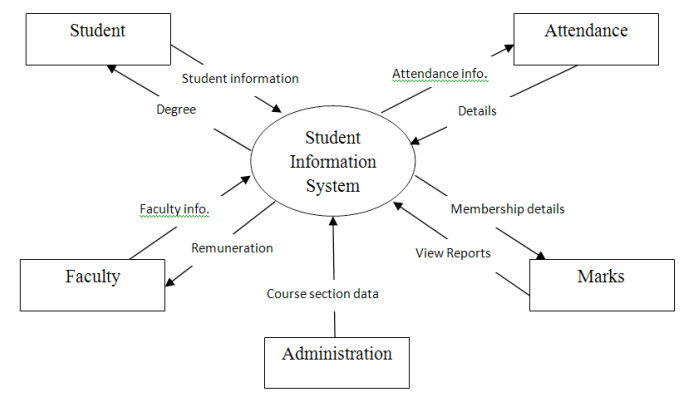 Student
Attendance
Student information
Attendance info.
Degree
Details
Student
Information
System
Faculty info.
Membership details
Remuneration
View Reports
Faculty
Marks
Course section data
Administration